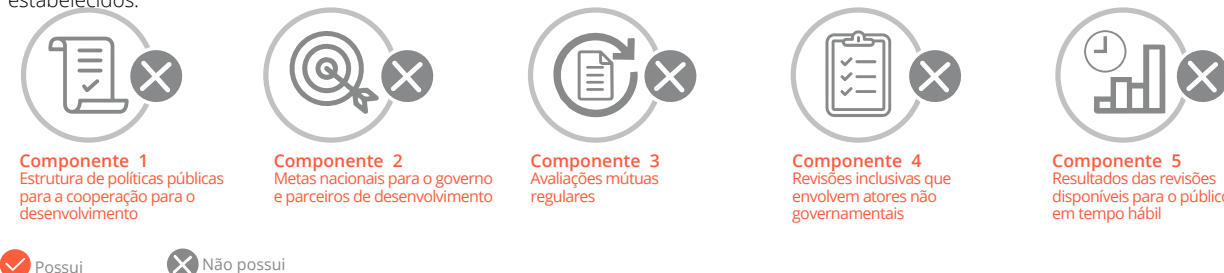 estabelecidos.
Componente 1
Estrutura de políticas públicas
para a cooperação para o
desenvolvimento
Componente 2
Metas nacionais para o governo
e parceiros de desenvolvimento
Componente 3
Avaliações mútuas
regulares
Componente 4
Revisões inclusivas que
envolvem atores não
governamentais
Componente 5
Resultados das revisões
disponíveis para o público
em tempo hábil
Possui
Não possui